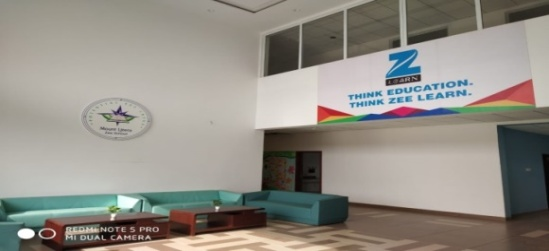 Z
LEARN
THINK EDUCATION.
THINK ZEE LEARN.
Mount Litera
REDMI NOTE 5 PRO
MI DUAL CAMERA